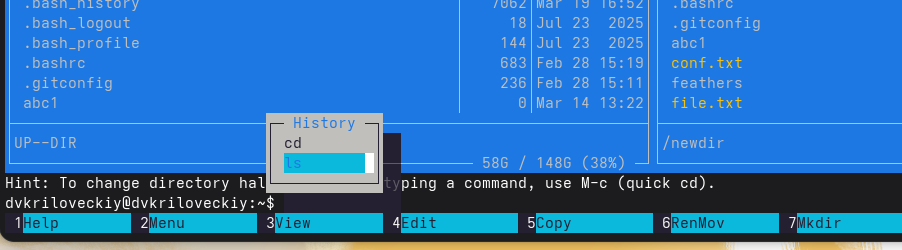 .bash_history 7062 Mar 19 16:52 .bashrc
.bash_logout 18 Jul 23 2025 .gitconfig
.bash_profile 144 Jul 23 2025 abc1
.bashrc 683 Feb 28 15:19 conf.txt
.gitconfig 236 Feb 28 15:11 feathers
abc1 0 Mar 14 13:22 file.txt
History
cd
ls
UP--DIR /newdir
58G / 148G (38%)
Hint: To change directory hal typing a command, use M-c (quick cd).
dvkriloveckiy@dvkriloveckiy:~$
1Help 2Menu 3View 4Edit 5Copy 6RenMov 7Mkdir